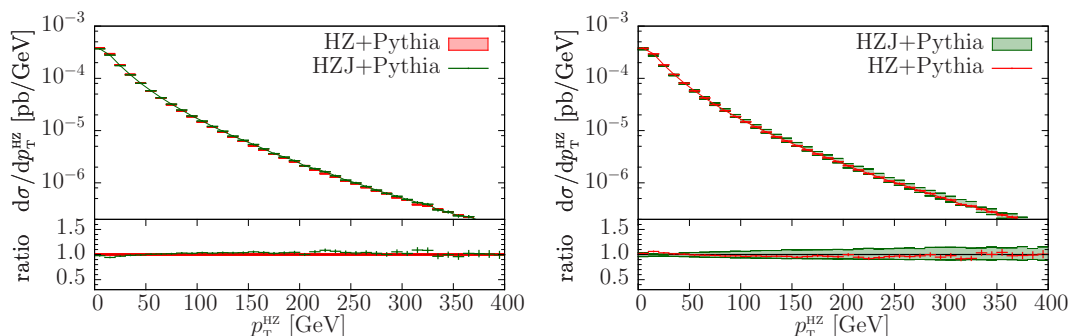 10⁻³
10⁻⁴
10⁻⁵
10⁻⁶
dσ/dp_T^HZ [pb/GeV]
HZ+Pythia
HZJ+Pythia
1.5
1.0
0.5
ratio
0 50 100 150 200 250 300 350 400
p_T^HZ [GeV]
10⁻³
10⁻⁴
10⁻⁵
10⁻⁶
dσ/dp_T^HZ [pb/GeV]
HZJ+Pythia
HZ+Pythia
1.5
1.0
0.5
ratio
0 50 100 150 200 250 300 350 400
p_T^HZ [GeV]